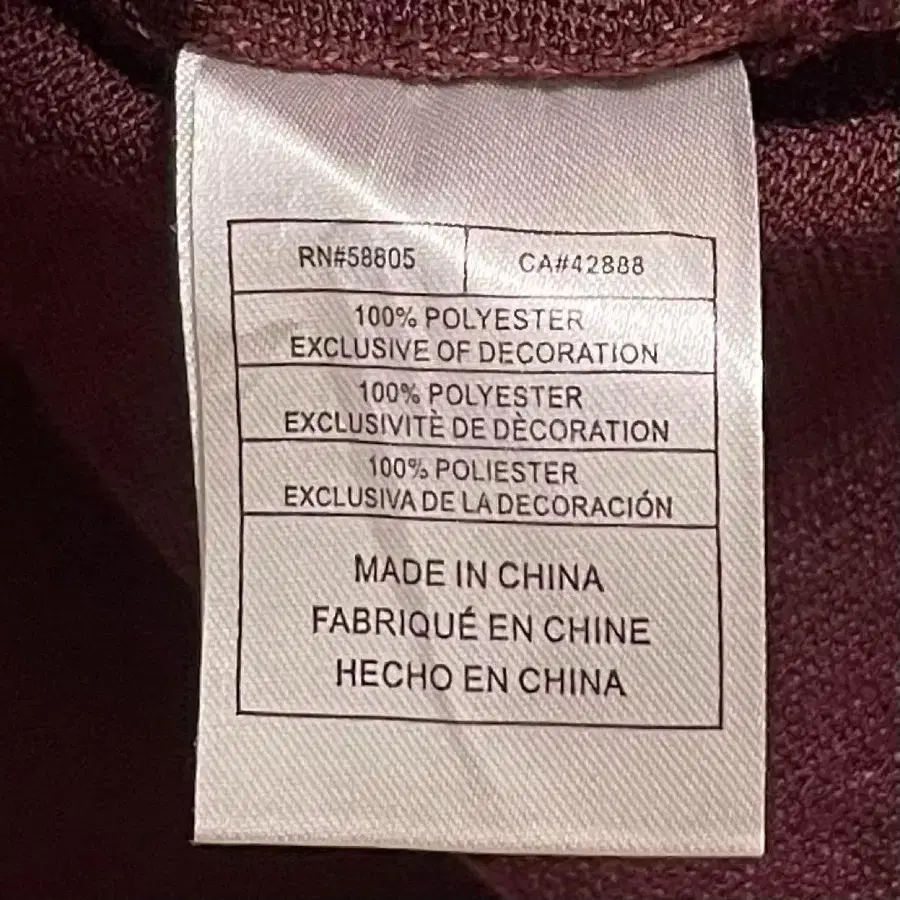 RN#58805 CA#42888
100% POLYESTER
EXCLUSIVE OF DECORATION
100% POLYESTER
EXCLUSIVITÈ DE DÈCORATION
100% POLIESTER
EXCLUSIVA DE LA DECORACIÓN
MADE IN CHINA
FABRIQUÉ EN CHINE
HECHO EN CHINA